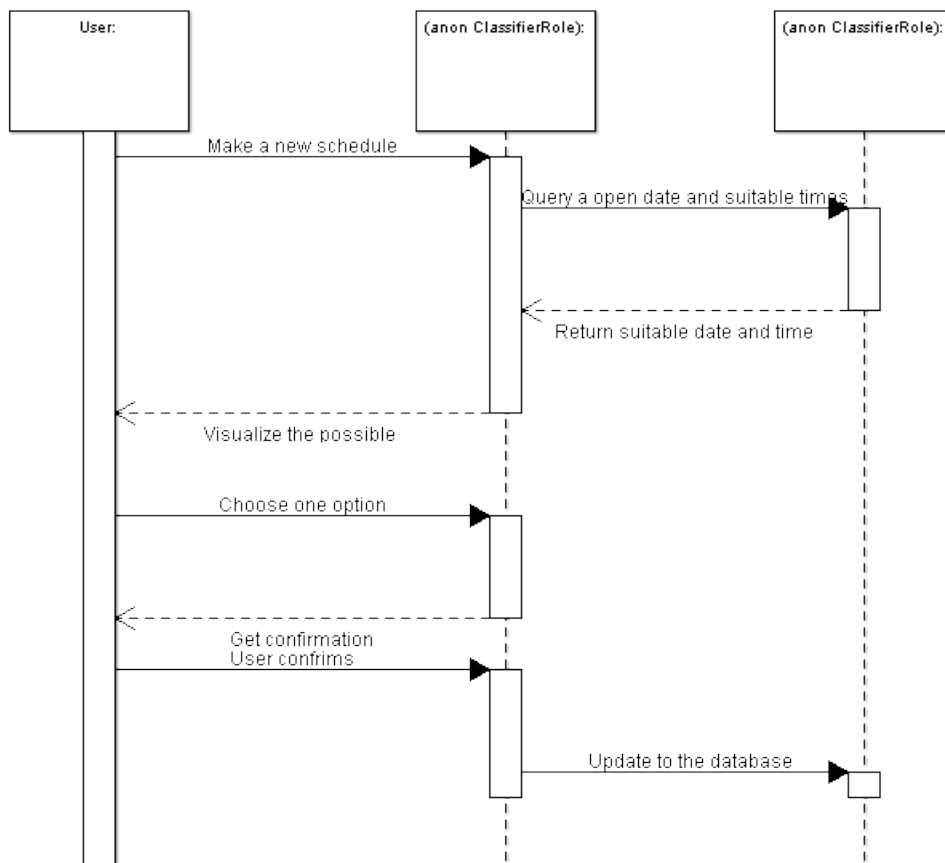 User:
(anon ClassifierRole):
(anon ClassifierRole):
Make a new schedule
Query a open date and suitable times
Return suitable date and time
Visualize the possible
Choose one option
Get confirmation
User confrims
Update to the database